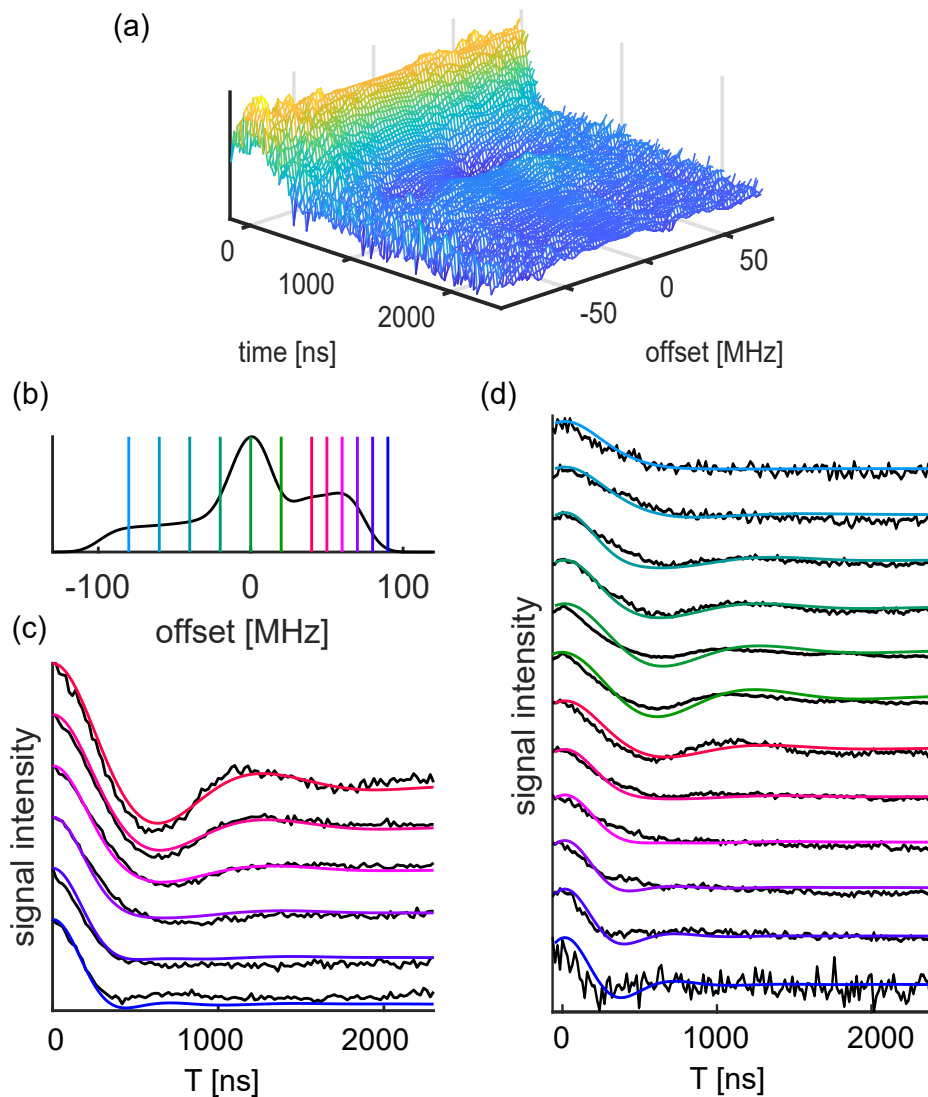 (a)
0
1000
2000
time [ns]
-50
0
50
offset [MHz]
(b)
-100
0
100
offset [MHz]
(c)
signal intensity
0
1000
2000
T [ns]
(d)
signal intensity
0
1000
2000
T [ns]